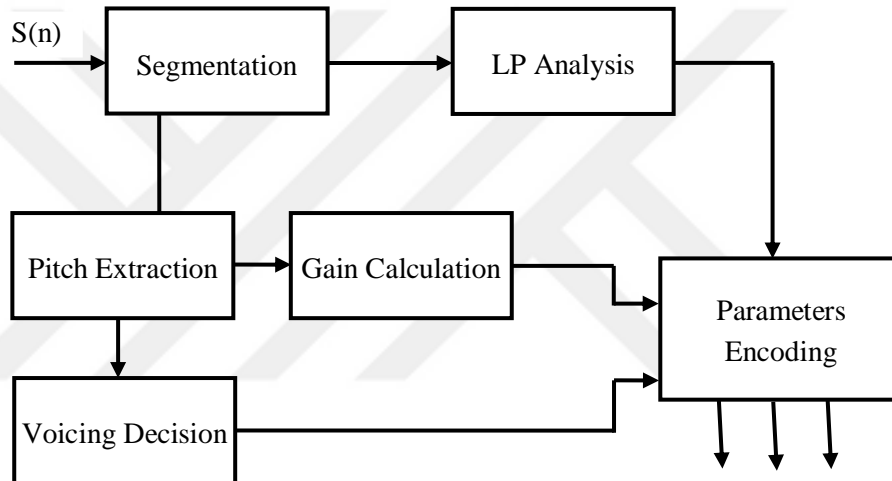 S(n)
Segmentation
LP Analysis
Pitch Extraction
Gain Calculation
Parameters
Encoding
Voicing Decision